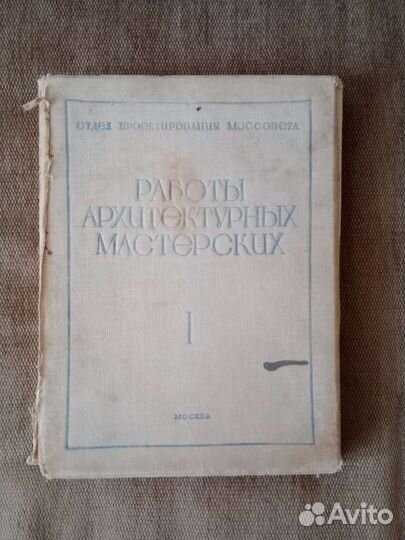 ОТДЕЛ ПРОЕКТИРОВАНИЯ МОССОВЕТА
РАБОТЫ
АРХИТЕКТУРНЫХ
МАСТЕРСКИХ
I
МОСКВА
Avito